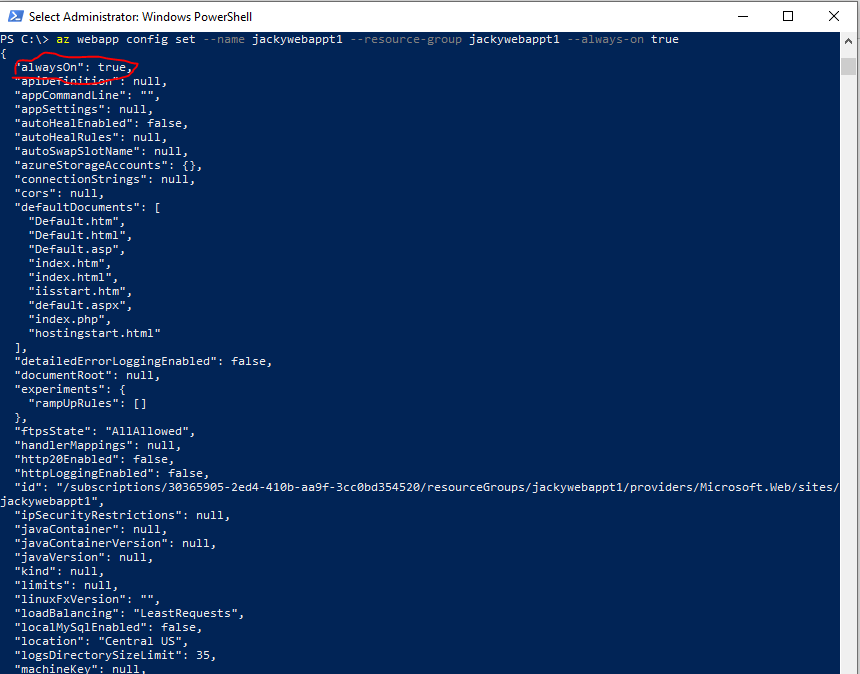 Select Administrator: Windows PowerShell
PS C:\> az webapp config set --name jackywebappt1 --resource-group jackywebappt1 --always-on true
{
"alwaysOn": true,
"apiDefinition": null,
"appCommandLine": "",
"appSettings": null,
"autoHealEnabled": false,
"autoHealRules": null,
"autoSwapSlotName": null,
"azureStorageAccounts": {},
"connectionStrings": null,
"cors": null,
"defaultDocuments": [
"Default.htm",
"Default.html",
"Default.asp",
"index.htm",
"index.html",
"iisstart.htm",
"default.aspx",
"index.php",
"hostingstart.html"
],
"detailedErrorLoggingEnabled": false,
"documentRoot": null,
"experiments": {
"rampUpRules": []
},
"ftpsState": "AllAllowed",
"handlerMappings": null,
"http20Enabled": false,
"httpLoggingEnabled": false,
"id": "/subscriptions/30365905-2ed4-410b-aa9f-3cc0bd354520/resourceGroups/jackywebappt1/providers/Microsoft.Web/sites/
jackywebappt1",
"ipSecurityRestrictions": null,
"javaContainer": null,
"javaContainerVersion": null,
"javaVersion": null,
"kind": null,
"limits": null,
"linuxFxVersion": "",
"loadBalancing": "LeastRequests",
"localMySqlEnabled": false,
"location": "Central US",
"logsDirectorySizeLimit": 35,
"machineKey": null,